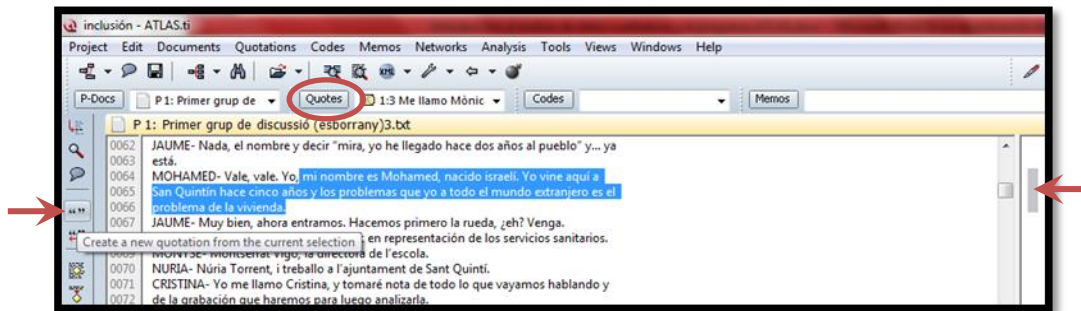 inclusión - ATLAS.ti
Project Edit Documents Quotations Codes Memos Networks Analysis Tools Views Windows Help
P-Docs P 1: Primer grup de Quotes 1:3 Me llamo Mònic Codes Memos
P 1: Primer grup de discussió (esborrany)3.txt
0062 JAUME- Nada, el nombre y decir "mira, yo he llegado hace dos años al pueblo" y... ya
0063 está.
0064 MOHAMED- Vale, vale. Yo, mi nombre es Mohamed, nacido israelí. Yo vine aquí a
0065 San Quintín hace cinco años y los problemas que yo a todo el mundo extranjero es el
0066 problema de la vivienda.
0067 JAUME- Muy bien, ahora entramos. Hacemos primero la rueda, ¿eh? Venga.
Create a new quotation from the current selection en representación de los servicios sanitarios.
0069 MONTSE- Montserrat Vigo, la directora de l'escola.
0070 NURIA- Núria Torrent, i treballo a l'ajuntament de Sant Quintí.
0071 CRISTINA- Yo me llamo Cristina, y tomaré nota de todo lo que vayamos hablando y
0072 de la grabación que haremos para luego analizarla.